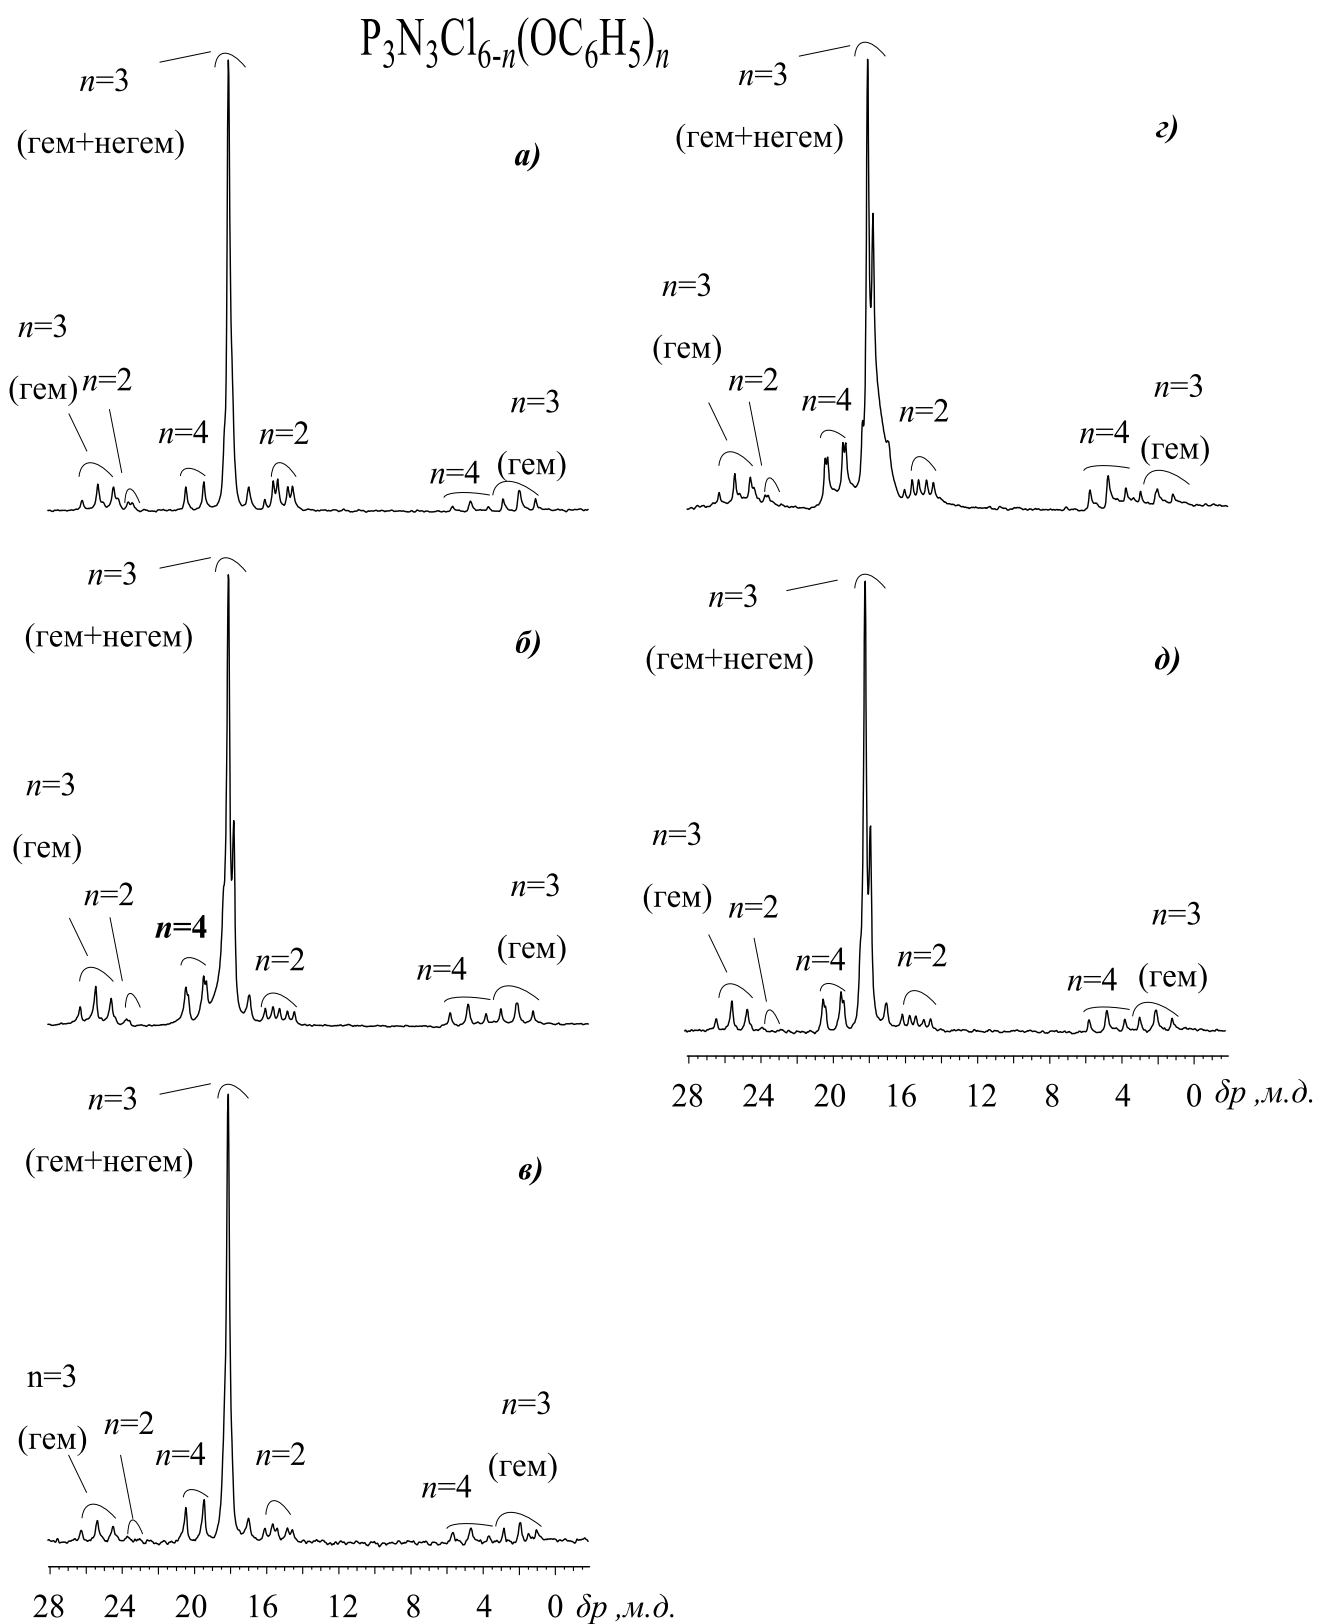 P₃N₃Cl₆₋ₙ(OC₆H₅)ₙ
n=3
(гем+негем)
а)
n=3
(гем)
n=2
n=4
n=2
n=4
n=3
(гем)
n=3
(гем+негем)
г)
n=3
(гем)
n=2
n=4
n=2
n=4
n=3
(гем)
n=3
(гем+негем)
б)
n=3
(гем)
n=2
n=4
n=2
n=4
n=3
(гем)
n=3
(гем+негем)
д)
n=3
(гем)
n=2
n=4
n=2
n=4
n=3
(гем)
28 24 20 16 12 8 4 0 δp ,м.д.
n=3
(гем+негем)
в)
n=3
(гем)
n=2
n=4
n=2
n=4
n=3
(гем)
28 24 20 16 12 8 4 0 δp ,м.д.